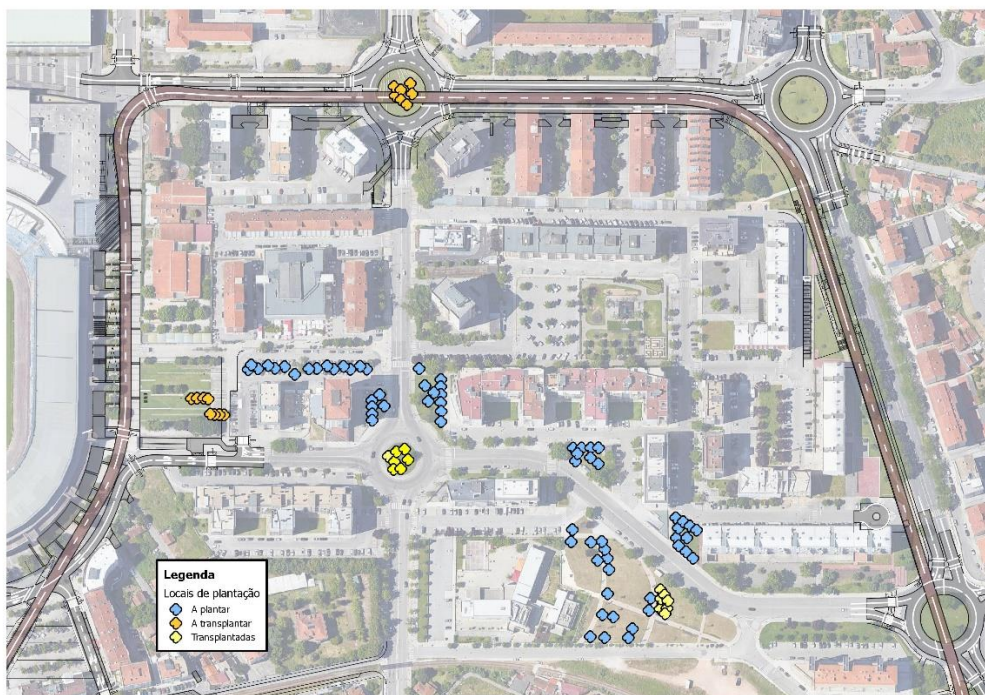 Legenda
Locais de plantação
A plantar
A transplantar
Transplantadas